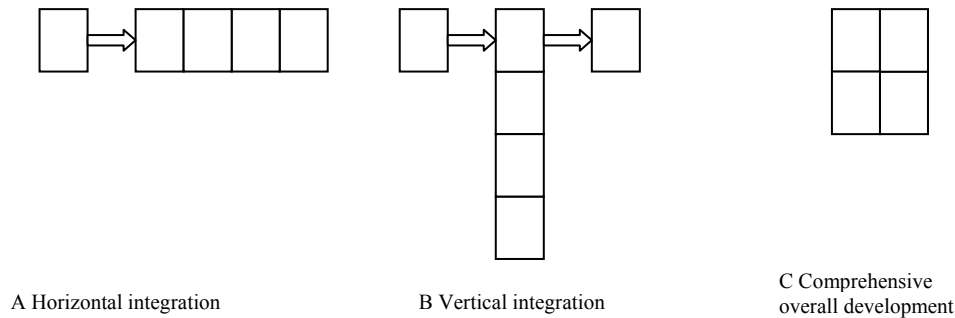 A Horizontal integration
B Vertical integration
C Comprehensive
overall development